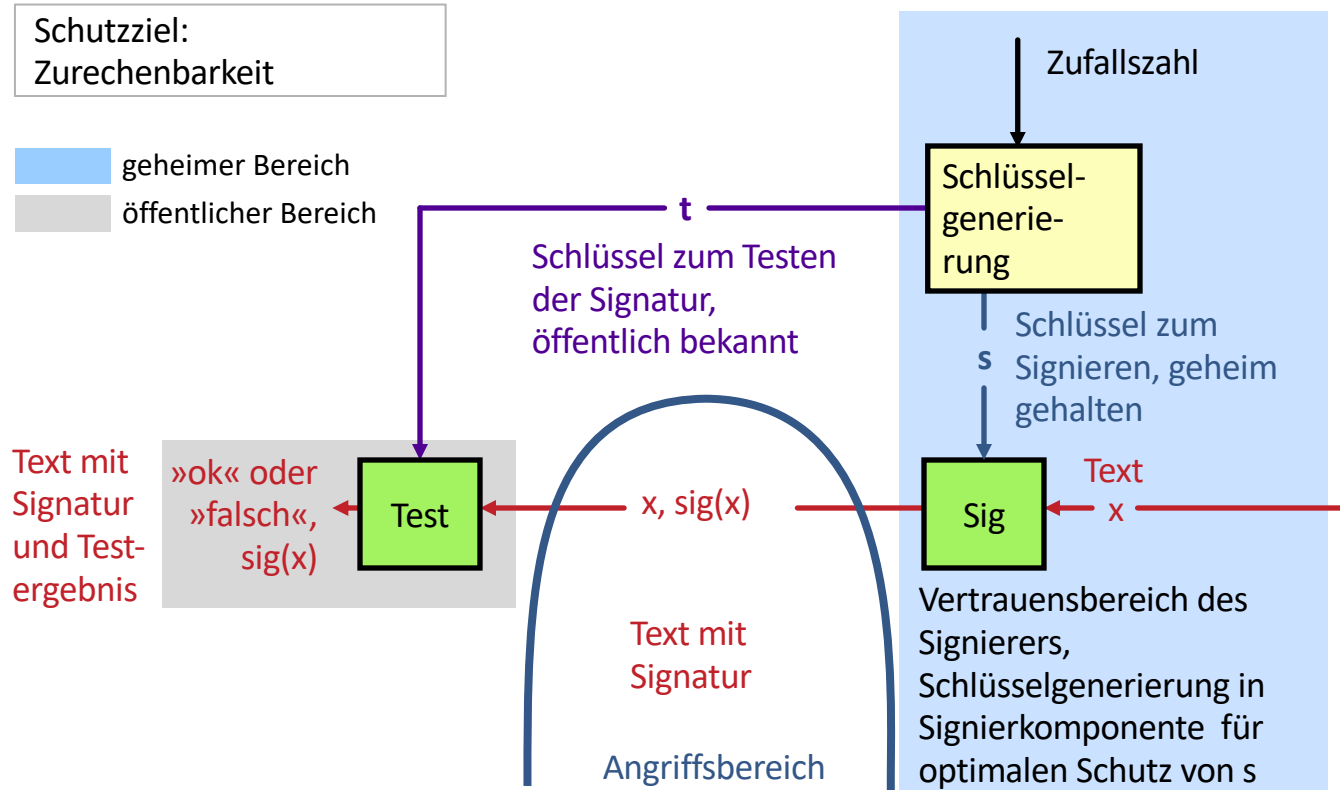 Schutzziel:
Zurechenbarkeit
geheimer Bereich
öffentlicher Bereich
Zufallszahl
Schlüssel-
generie-
rung
t
Schlüssel zum Testen
der Signatur,
öffentlich bekannt
s
Schlüssel zum
Signieren, geheim
gehalten
Text mit
Signatur
und Test-
ergebnis
»ok« oder
»falsch«,
sig(x)
Test
x, sig(x)
Sig
Text
x
Text mit
Signatur
Angriffsbereich
Vertrauensbereich des
Signierers,
Schlüsselgenerierung in
Signierkomponente für
optimalen Schutz von s